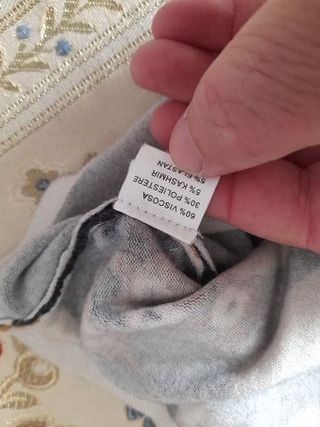 60% VISCOSA
30% POLIESTERE
5% KASHMIR
5% ELASTAN